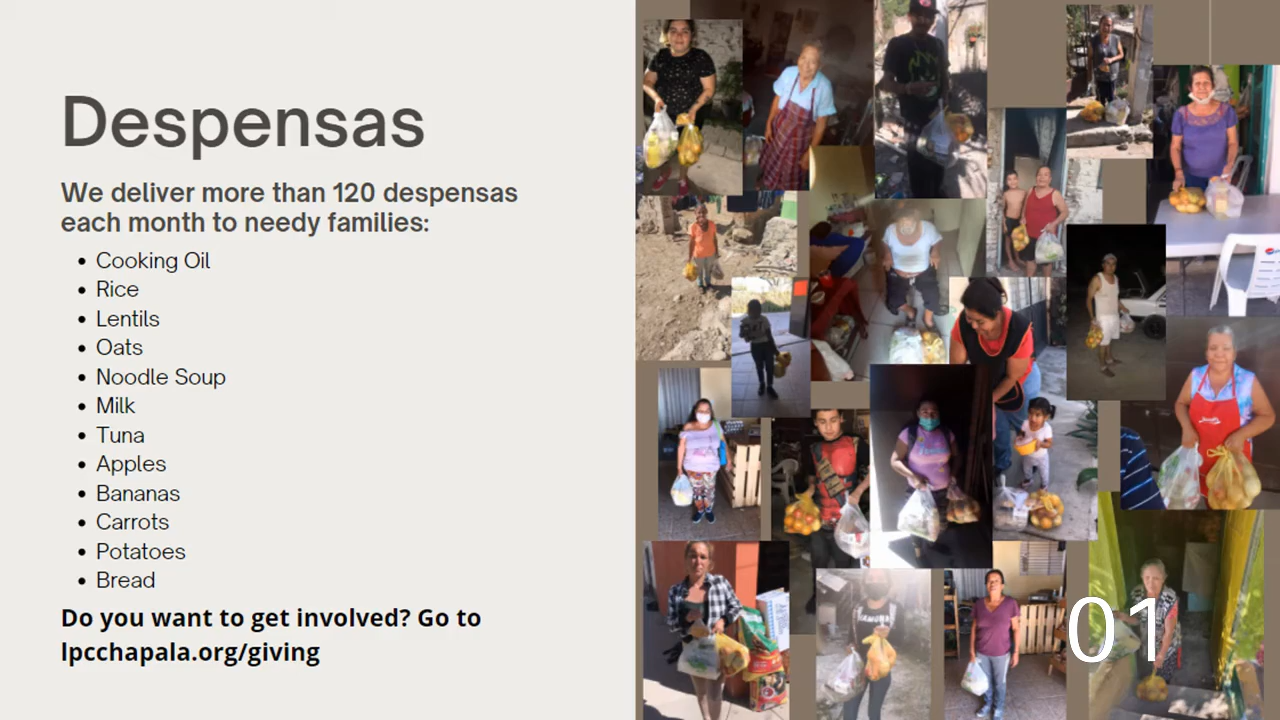 Despensas
We deliver more than 120 despensas
each month to needy families:
• Cooking Oil
• Rice
• Lentils
• Oats
• Noodle Soup
• Milk
• Tuna
• Apples
• Bananas
• Carrots
• Potatoes
• Bread
Do you want to get involved? Go to
lpcchapala.org/giving
01